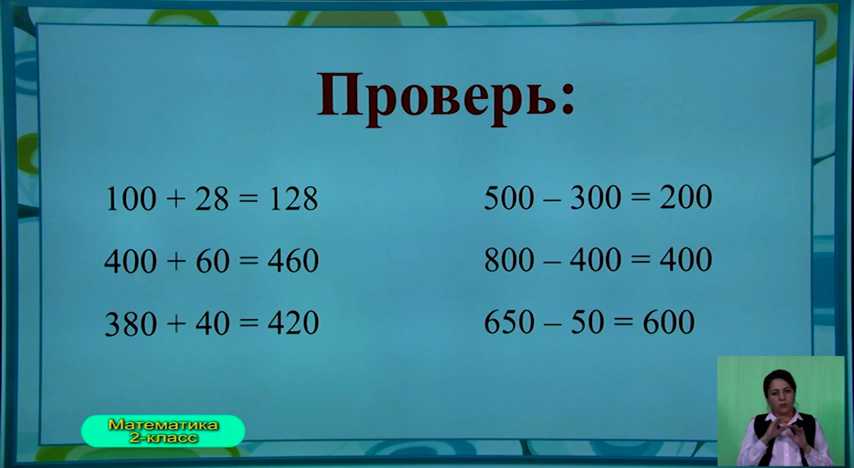 Проверь:
100 + 28 = 128
400 + 60 = 460
380 + 40 = 420
500 – 300 = 200
800 – 400 = 400
650 – 50 = 600
Математика
2-класс